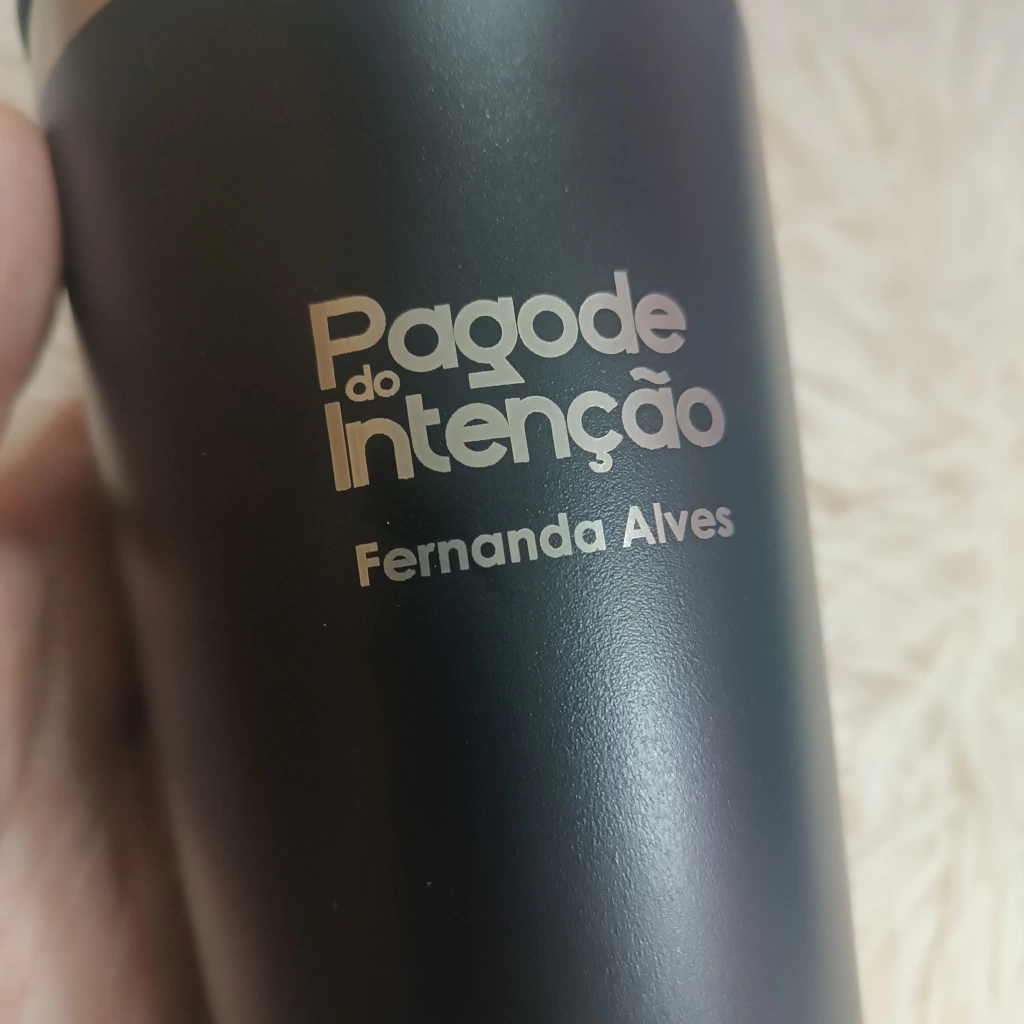 Pagode
do
Intenção
Fernanda Alves